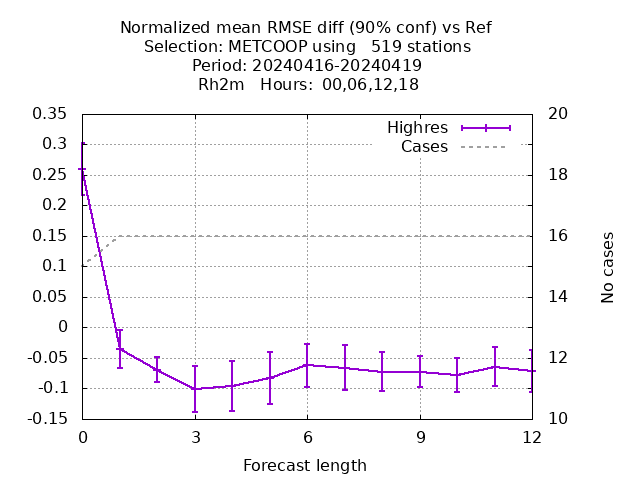 Normalized mean RMSE diff (90% conf) vs Ref
Selection: METCOOP using   519 stations
Period: 20240416-20240419
Rh2m   Hours:  00,06,12,18
Highres
Cases
0.35
0.3
0.25
0.2
0.15
0.1
0.05
0
-0.05
-0.1
-0.15
20
18
16
14
12
10
No cases
0 3 6 9 12
Forecast length